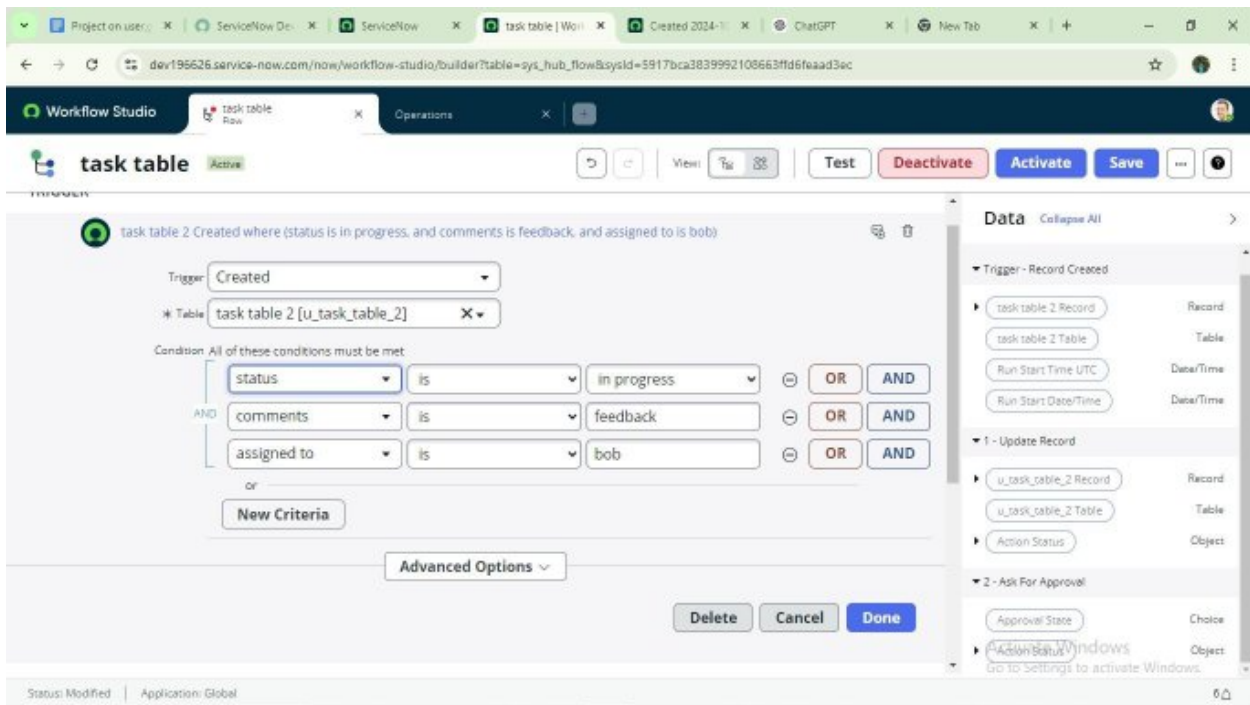 Project on user
ServiceNow De
ServiceNow
task table | Wor
Created 2024-1
ChatGPT
New Tab
dev196626.service-now.com/now/workflow-studio/builder?table=sys_hub_flow&sysId=5917bca3839992108663ffd6feaad3ec
Workflow Studio
task table
Flow
Operations
task table Active
View:
Test
Deactivate
Activate
Save
TRIGGER
task table 2 Created where (status is in progress, and comments is feedback, and assigned to is bob)
Trigger Created
* Table task table 2 [u_task_table_2]
Condition All of these conditions must be met
status is in progress OR AND
AND comments is feedback OR AND
assigned to is bob OR AND
or
New Criteria
Advanced Options
Delete Cancel Done
Data Collapse All
Trigger - Record Created
task table 2 Record Record
task table 2 Table Table
Run Start Time UTC Date/Time
Run Start Date/Time Date/Time
1 - Update Record
u_task_table_2 Record Record
u_task_table_2 Table Table
Action Status Object
2 - Ask For Approval
Approval State Choice
Action Status Object
Activate Windows
Go to Settings to activate Windows.
Status: Modified | Application: Global
6